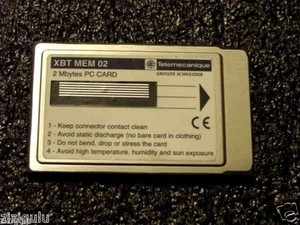 XBT MEM 02
Telemecanique
2 Mbytes PC CARD
GROUPE SCHNEIDER
CE
1 - Keep connector contact clean
2 - Avoid static discharge (no bare card in clothing)
3 - Do not bend, drop or stress the card
4 - Avoid high temperature, humidity and sun exposure
zizigulu
zizigulu